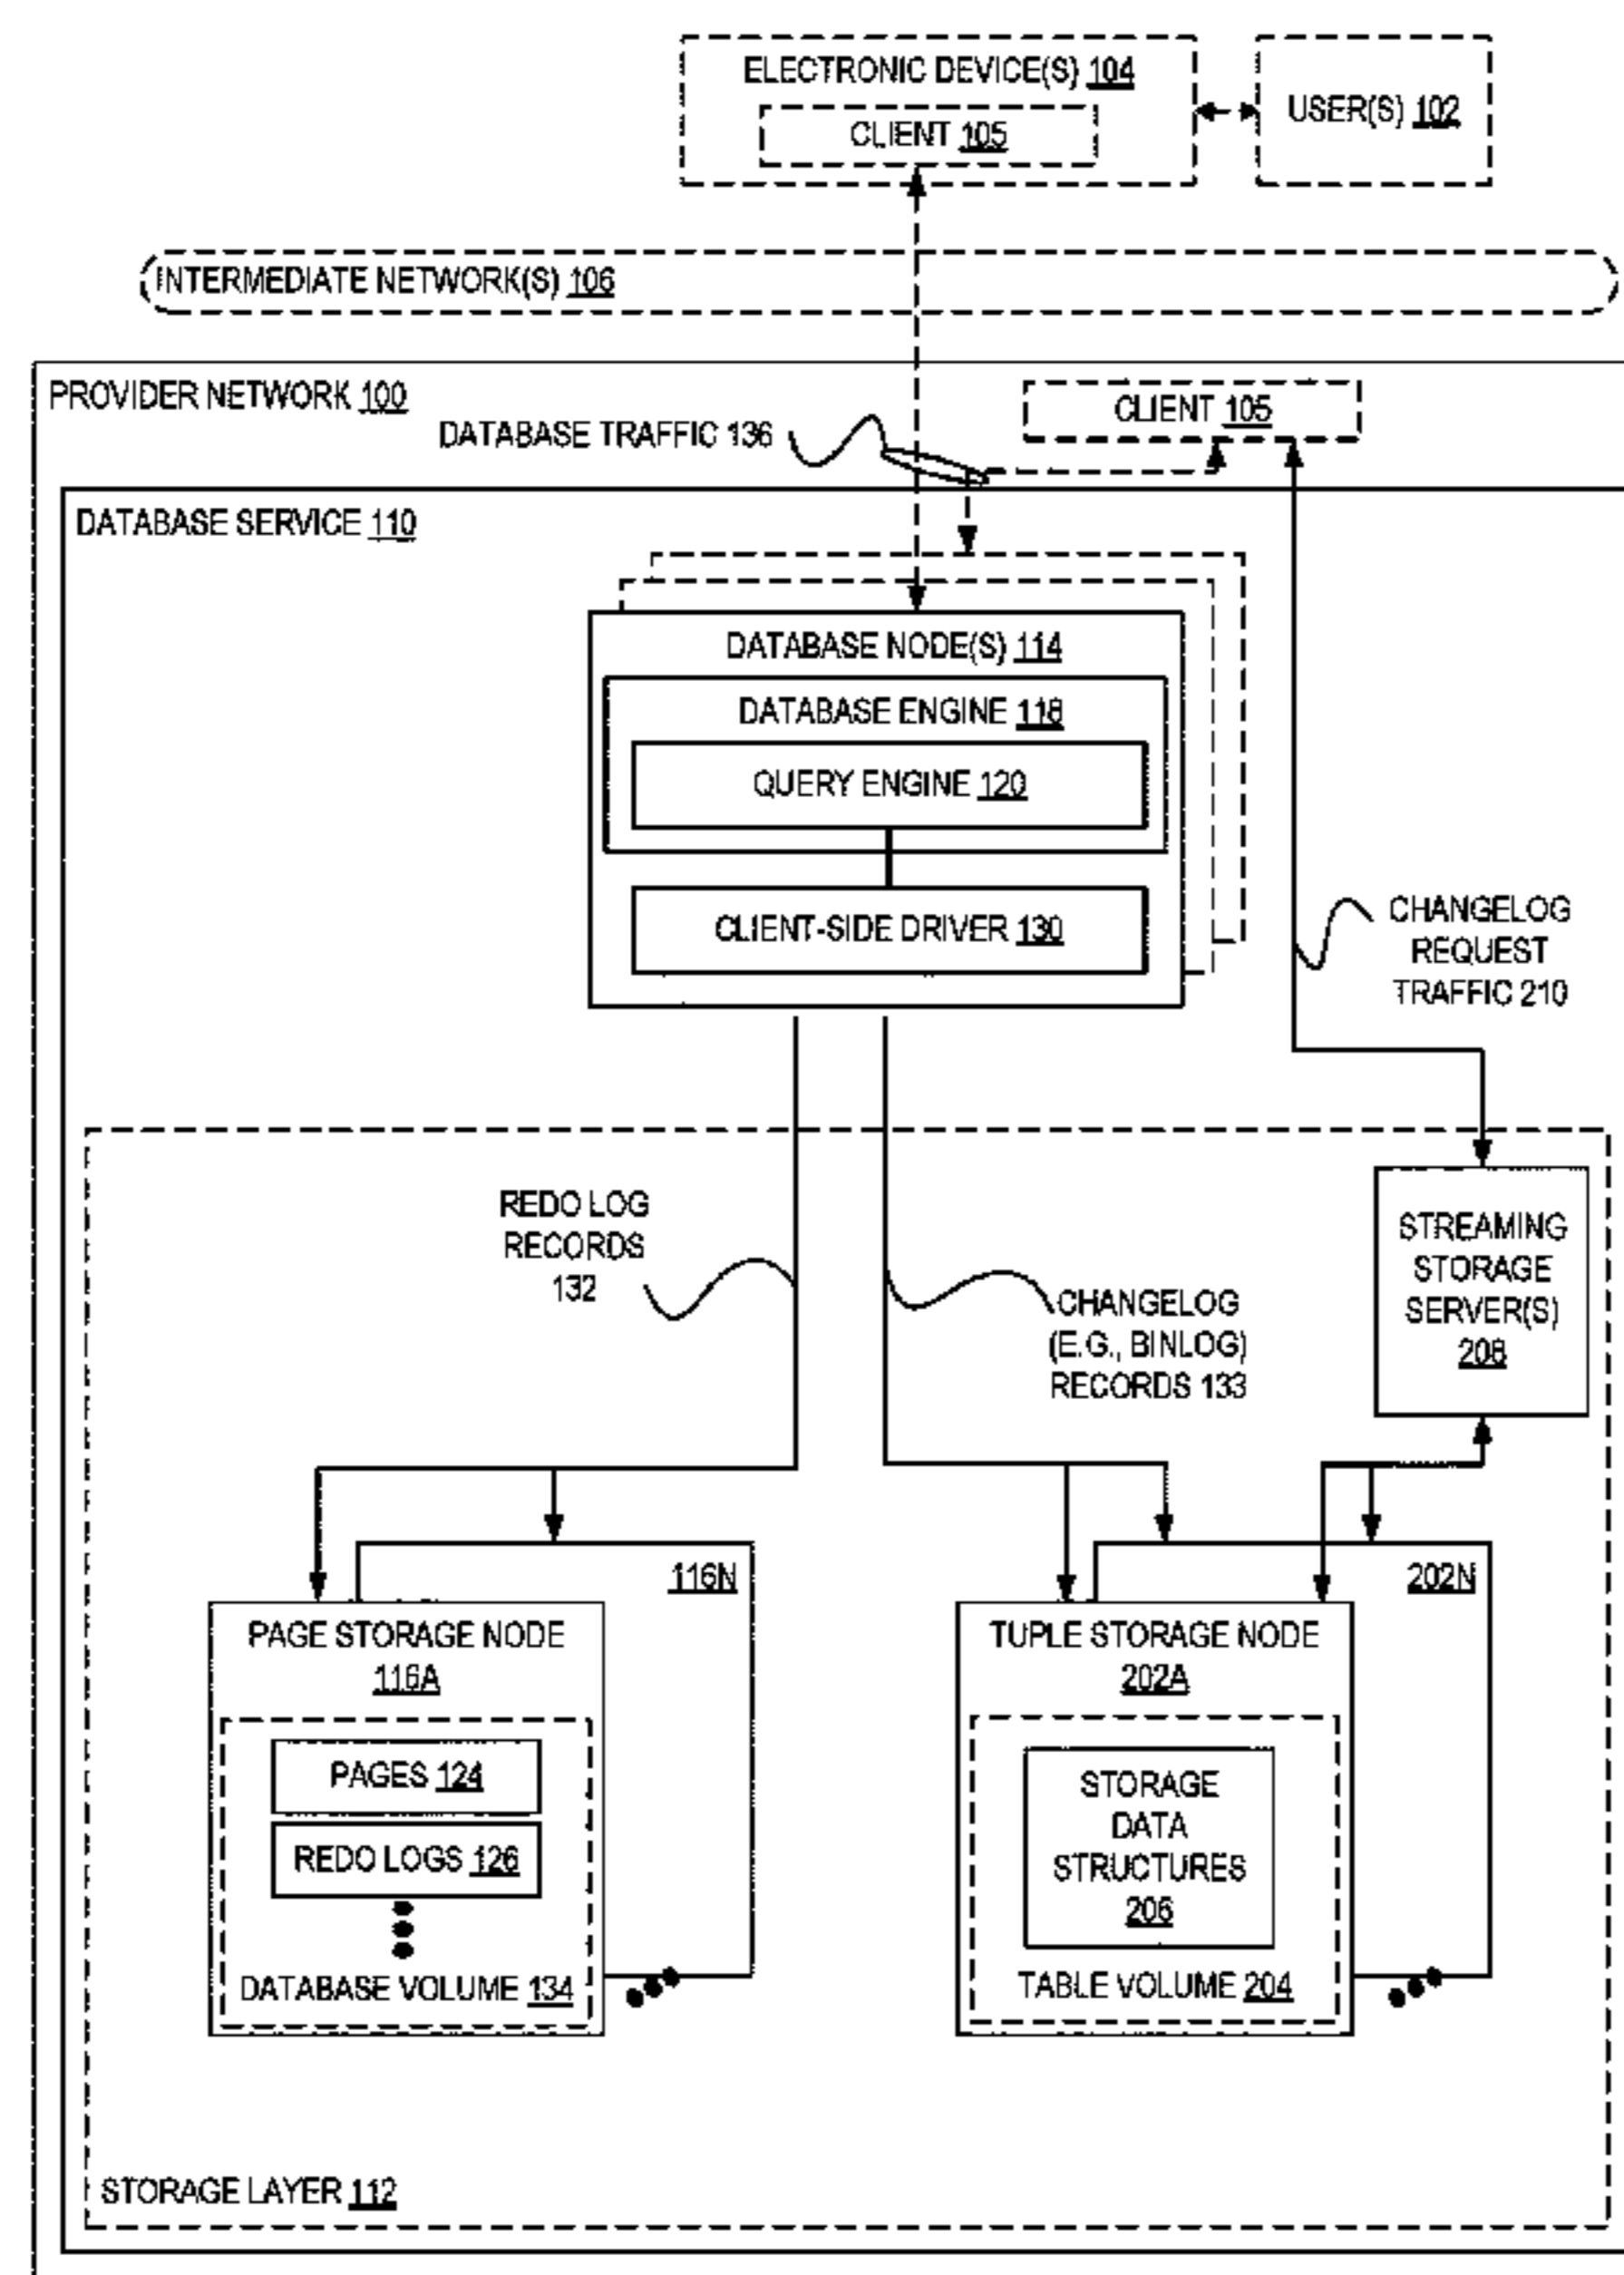 ELECTRONIC DEVICE(S) 104
CLIENT 105
USER(S) 102
INTERMEDIATE NETWORK(S) 106
PROVIDER NETWORK 100
CLIENT 105
DATABASE TRAFFIC 136
DATABASE SERVICE 110
DATABASE NODE(S) 114
DATABASE ENGINE 118
QUERY ENGINE 120
CLIENT-SIDE DRIVER 130
CHANGELOG
REQUEST
TRAFFIC 210
REDO LOG
RECORDS
132
CHANGELOG
(E.G., BINLOG)
RECORDS 133
STREAMING
STORAGE
SERVER(S)
208
116N
PAGE STORAGE NODE
116A
PAGES 124
REDO LOGS 126
DATABASE VOLUME 134
202N
TUPLE STORAGE NODE
202A
STORAGE
DATA
STRUCTURES
206
TABLE VOLUME 204
STORAGE LAYER 112